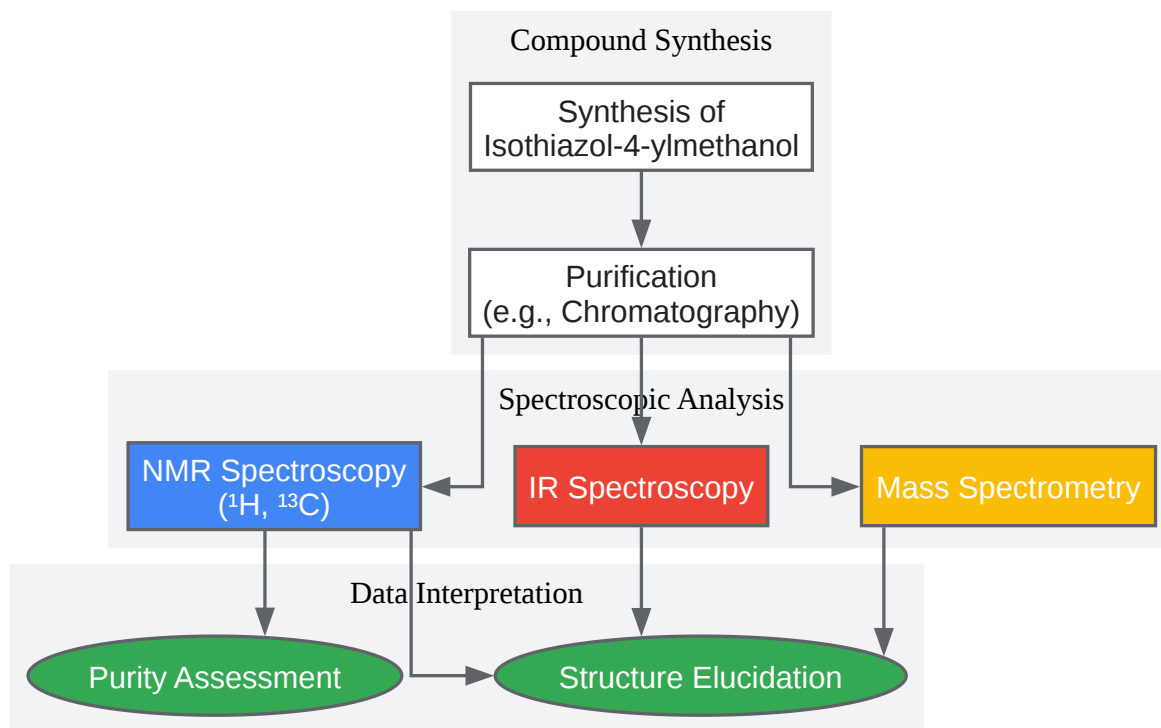 Compound Synthesis
Synthesis of
Isothiazol-4-ylmethanol
Purification
(e.g., Chromatography)
Spectroscopic Analysis
NMR Spectroscopy
(¹H, ¹³C)
IR Spectroscopy
Mass Spectrometry
Data Interpretation
Purity Assessment
Structure Elucidation